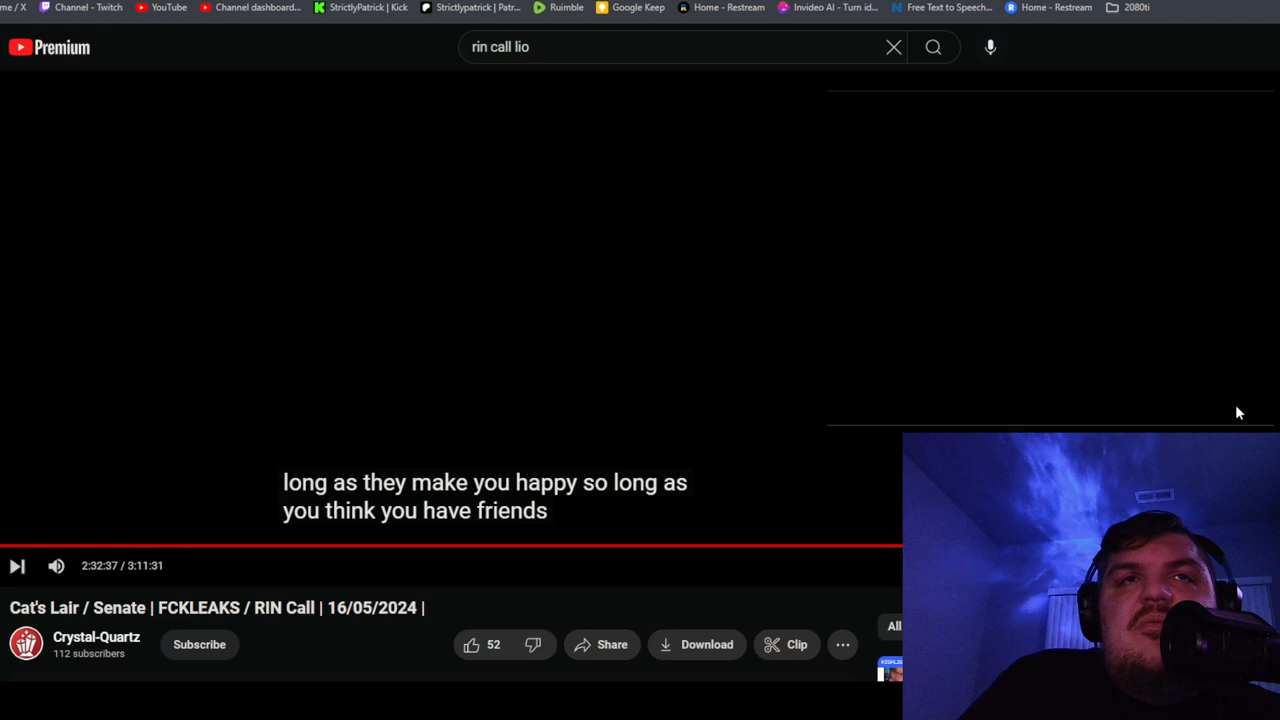 me / X Channel - Twitch YouTube Channel dashboard... StrictlyPatrick | Kick Strictlypatrick | Patr... Rumble Google Keep Home - Restream Invideo AI - Turn id... Free Text to Speech... Home - Restream 2080ti
Premium rin call lio
long as they make you happy so long as
you think you have friends
2:32:37 / 3:11:31
Cat's Lair / Senate | FCKLEAKS / RIN Call | 16/05/2024 |
All
Crystal-Quartz
112 subscribers
Subscribe 52 Share Download Clip